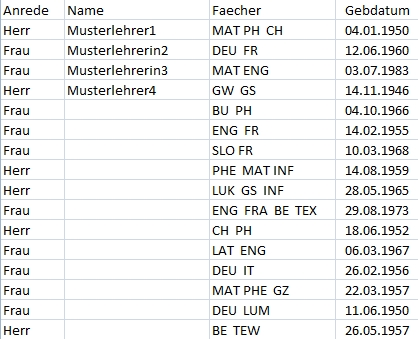 Anrede Name Faecher Gebdatum
Herr Musterlehrer1 MAT PH CH 04.01.1950
Frau Musterlehrerin2 DEU FR 12.06.1960
Frau Musterlehrerin3 MAT ENG 03.07.1983
Herr Musterlehrer4 GW GS 14.11.1946
Frau BU PH 04.10.1966
Frau ENG FR 14.02.1955
Frau SLO FR 10.03.1968
Herr PHE MAT INF 14.08.1959
Herr LUK GS INF 28.05.1965
Frau ENG FRA BE TEX 29.08.1973
Herr CH PH 18.06.1952
Frau LAT ENG 06.03.1967
Frau DEU IT 26.02.1956
Frau MAT PHE GZ 22.03.1957
Frau DEU LUM 11.06.1950
Herr BE TEW 26.05.1957